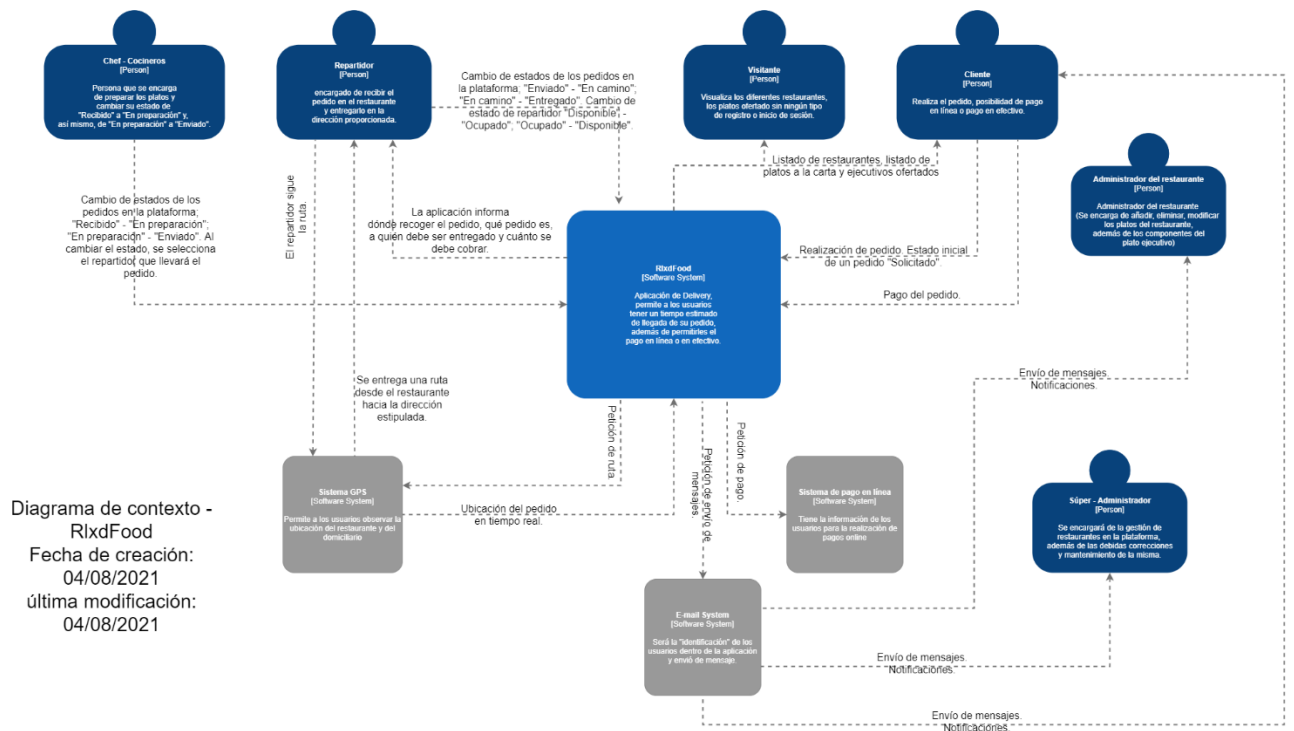 Chef - Cocineros
[Person]
Persona que se encarga
de preparar los platos y
cambiar su estado de
"Recibido" a "En preparación" y,
así mismo, de "En preparación" a "Enviado".
Repartidor
[Person]
encargado de recibir el
pedido en el restaurante
y entregarlo en la
dirección proporcionada.
Cambio de estados de los pedidos en
la plataforma; "Enviado" - "En camino";
"En camino" - "Entregado". Cambio de
estado de repartidor "Disponible" -
"Ocupado"; "Ocupado" - "Disponible".
Visitante
[Person]
Visualiza los diferentes restaurantes,
los platos ofertado sin ningún tipo
de registro o inicio de sesión.
Cliente
[Person]
Realiza el pedido, posibilidad de pago
en línea o pago en efectivo.
Listado de restaurantes, listado de
platos a la carta y ejecutivos ofertados
Administrador del restaurante
[Person]
Administrador del restaurante
(Se encarga de añadir, eliminar, modificar
los platos del restaurante,
además de los componentes del
plato ejecutivo)
Cambio de estados de los
pedidos en la plataforma;
"Recibido" - "En preparación";
"En preparación" - "Enviado". Al
cambiar el estado, se selecciona
el repartidor que llevará el
pedido.
El repartidor sigue
la ruta.
La aplicación informa
dónde recoger el pedido, qué pedido es,
a quién debe ser entregado y cuánto se
debe cobrar.
RlxdFood
[Software System]
Aplicación de Delivery,
permite a los usuarios
tener un tiempo estimado
de llegada de su pedido,
además de permitirles el
pago en línea o en efectivo.
Realización de pedido. Estado inicial
de un pedido "Solicitado".
Pago del pedido.
Se entrega una ruta
desde el restaurante
hacia la dirección
estipulada.
Petición de ruta
Petición de envío de
mensajes.
Petición de pago.
Envío de mensajes.
Notificaciones.
Sistema GPS
[Software System]
Permite a los usuarios observar la
ubicación del restaurante y del
domiciliario
Ubicación del pedido
en tiempo real.
Sistema de pago en línea
[Software System]
Tiene la información de los
usuarios para la realización de
pagos online
Súper - Administrador
[Person]
Se encargará de la gestión de
restaurantes en la plataforma,
además de las debidas correcciones
y mantenimiento de la misma.
Diagrama de contexto -
RlxdFood
Fecha de creación:
04/08/2021
última modificación:
04/08/2021
E-mail System
[Software System]
Será la "identificación" de los
usuarios dentro de la aplicación
y envió de mensaje.
Envío de mensajes.
Notificaciones.
Envío de mensajes.
Notificaciones.